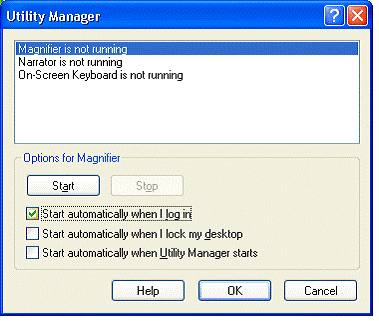 Utility Manager
Magnifier is not running
Narrator is not running
On-Screen Keyboard is not running
Options for Magnifier
Start Stop
Start automatically when I log in
Start automatically when I lock my desktop
Start automatically when Utility Manager starts
Help OK Cancel